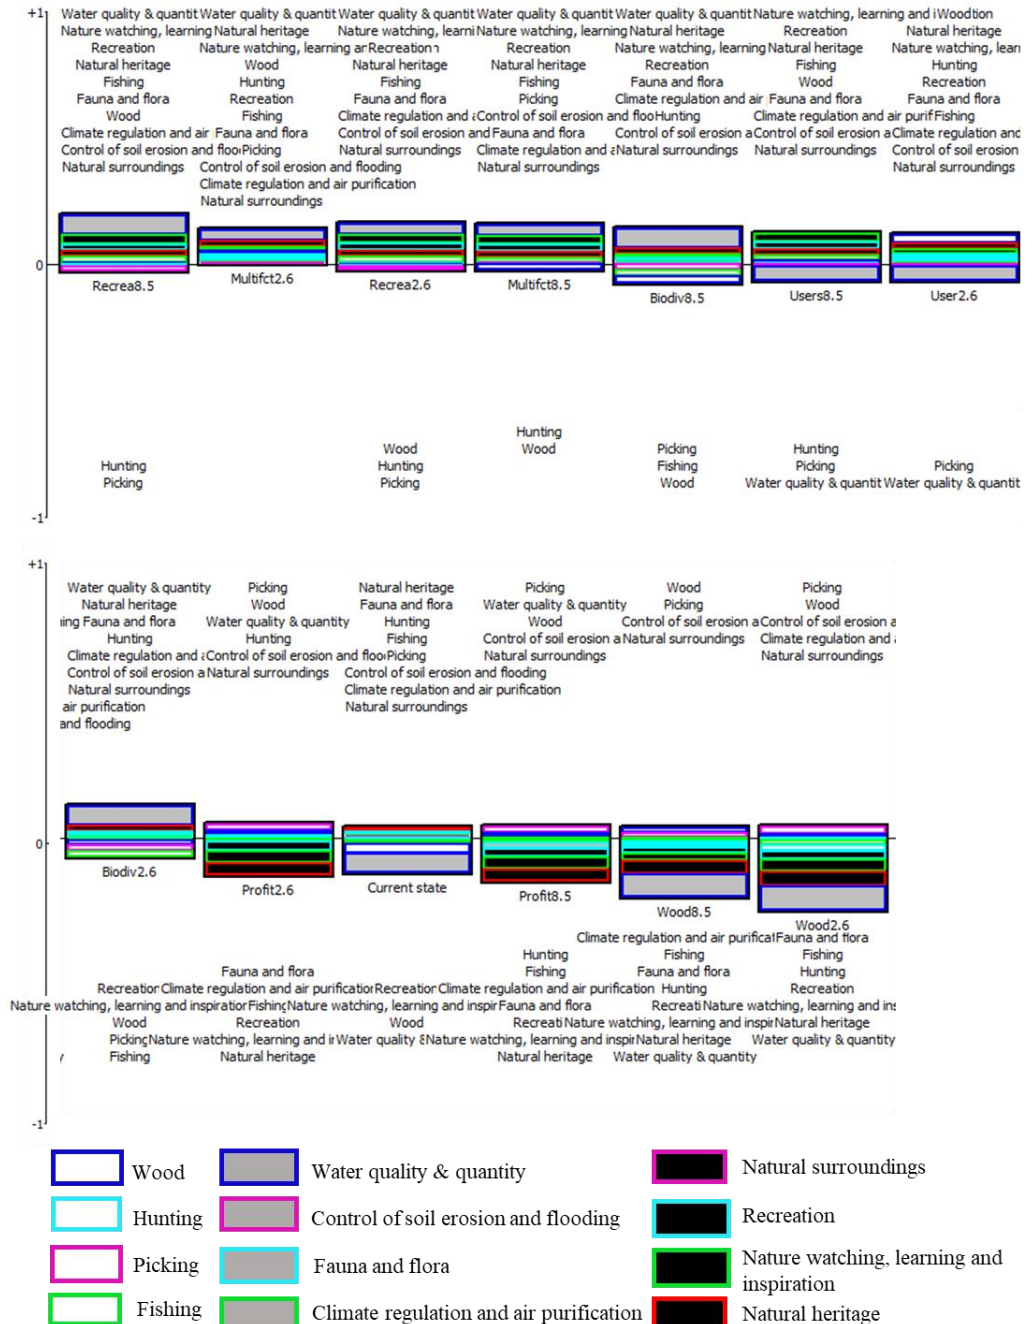 +1
Water quality & quantit Water quality & quantit Water quality & quantit Water quality & quantit Water quality & quantit Nature watching, learning and i Wood tion
Nature watching, learning Natural heritage Nature watching, learni Nature watching, learning Natural heritage Recreation Natural heritage
Recreation Nature watching, learning ar Recreation Recreation Nature watching, learning Natural heritage Nature watching, lear
Natural heritage Wood Natural heritage Natural heritage Recreation Fishing Hunting
Fishing Hunting Fishing Fishing Fauna and flora Wood Recreation
Fauna and flora Recreation Fauna and flora Picking Climate regulation and air Fauna and flora Fauna and flora
Wood Fishing Climate regulation and a Control of soil erosion and floo Hunting Climate regulation and air purif Fishing
Climate regulation and air Fauna and flora Control of soil erosion and Fauna and flora Control of soil erosion a Control of soil erosion a Climate regulation and
Control of soil erosion and floo Picking Natural surroundings Climate regulation and a Natural surroundings Natural surroundings Control of soil erosion
Natural surroundings Control of soil erosion and flooding Natural surroundings Natural surroundings
Climate regulation and air purification
Natural surroundings
0
Recrea8.5 Multifct2.6 Recrea2.6 Multifct8.5 Biodiv8.5 Users8.5 User2.6
Hunting
Wood Wood Picking Hunting
Hunting Hunting Fishing Picking Picking
Picking Picking Wood Water quality & quantit Water quality & quantit
-1
+1
Water quality & quantity Picking Natural heritage Picking Wood Picking
Natural heritage Wood Fauna and flora Water quality & quantity Picking Wood
ing Fauna and flora Water quality & quantity Hunting Wood Control of soil erosion a Control of soil erosion a
Hunting Hunting Fishing Control of soil erosion a Natural surroundings Climate regulation and a
Climate regulation and a Control of soil erosion and floo Picking Natural surroundings Natural surroundings
Control of soil erosion a Natural surroundings Control of soil erosion and flooding
Natural surroundings Climate regulation and air purification
air purification Natural surroundings
and flooding
0
Biodiv2.6 Profit2.6 Current state Profit8.5 Wood8.5 Wood2.6
Climate regulation and air purificat Fauna and flora
Hunting Fishing Fishing
Fauna and flora Fishing Fauna and flora Hunting
Recreation Climate regulation and air purification Recreation Climate regulation and air purification Hunting Recreation
Nature watching, learning and inspiration Fishing Nature watching, learning and inspir Fauna and flora Recreati Nature watching, learning and ins
Wood Recreation Wood Recreati Nature watching, learning and inspir Natural heritage
Picking Nature watching, learning and ir Water quality & Nature watching, learning and inspir Natural heritage Water quality & quantity
Fishing Natural heritage Natural heritage Water quality & quantity
-1
Wood Water quality & quantity Natural surroundings
Hunting Control of soil erosion and flooding Recreation
Picking Fauna and flora Nature watching, learning and
inspiration
Fishing Climate regulation and air purification Natural heritage